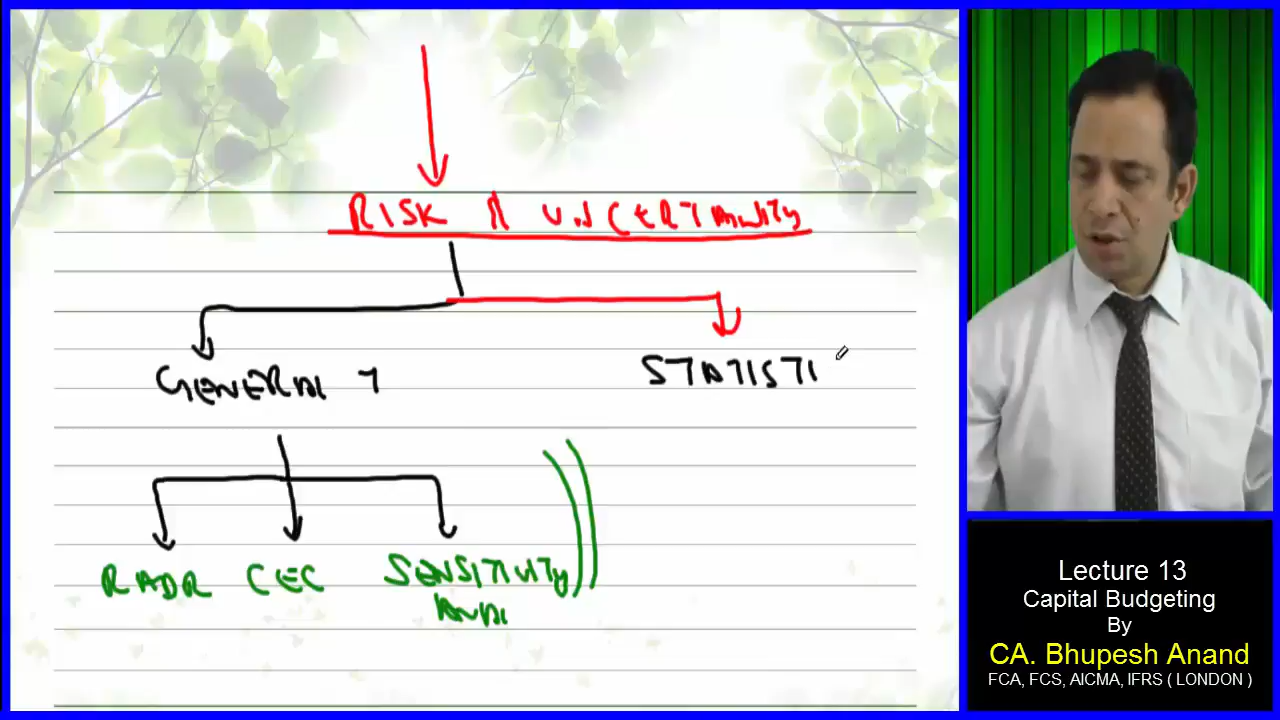 RISK & UNCERTAINITY
GENERAL T
STATISTI
RADR CEC SENSITIVITY
ANAL
Lecture 13
Capital Budgeting
By
CA. Bhupesh Anand
FCA, FCS, AICMA, IFRS ( LONDON )